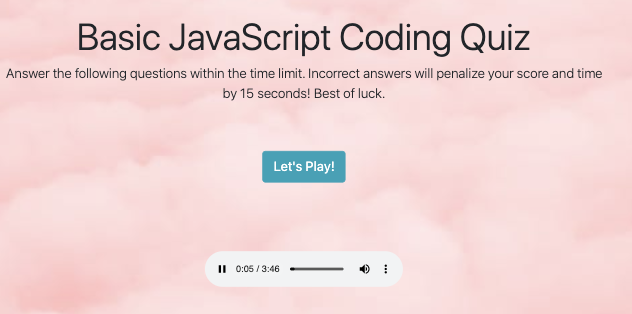 Basic JavaScript Coding Quiz
Answer the following questions within the time limit. Incorrect answers will penalize your score and time
by 15 seconds! Best of luck.
Let's Play!
0:05 / 3:46